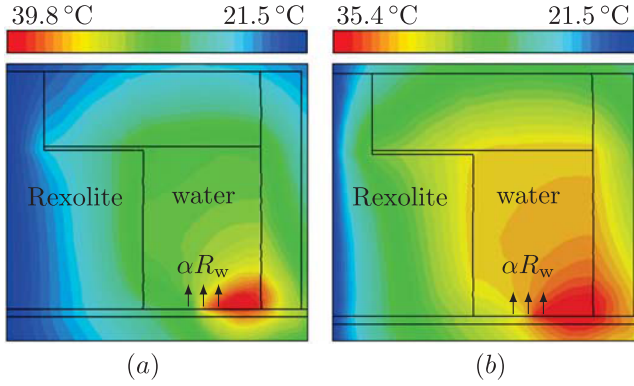 39.8 °C 21.5 °C 35.4 °C 21.5 °C
Rexolite water Rexolite water
αR_w αR_w
(a) (b)